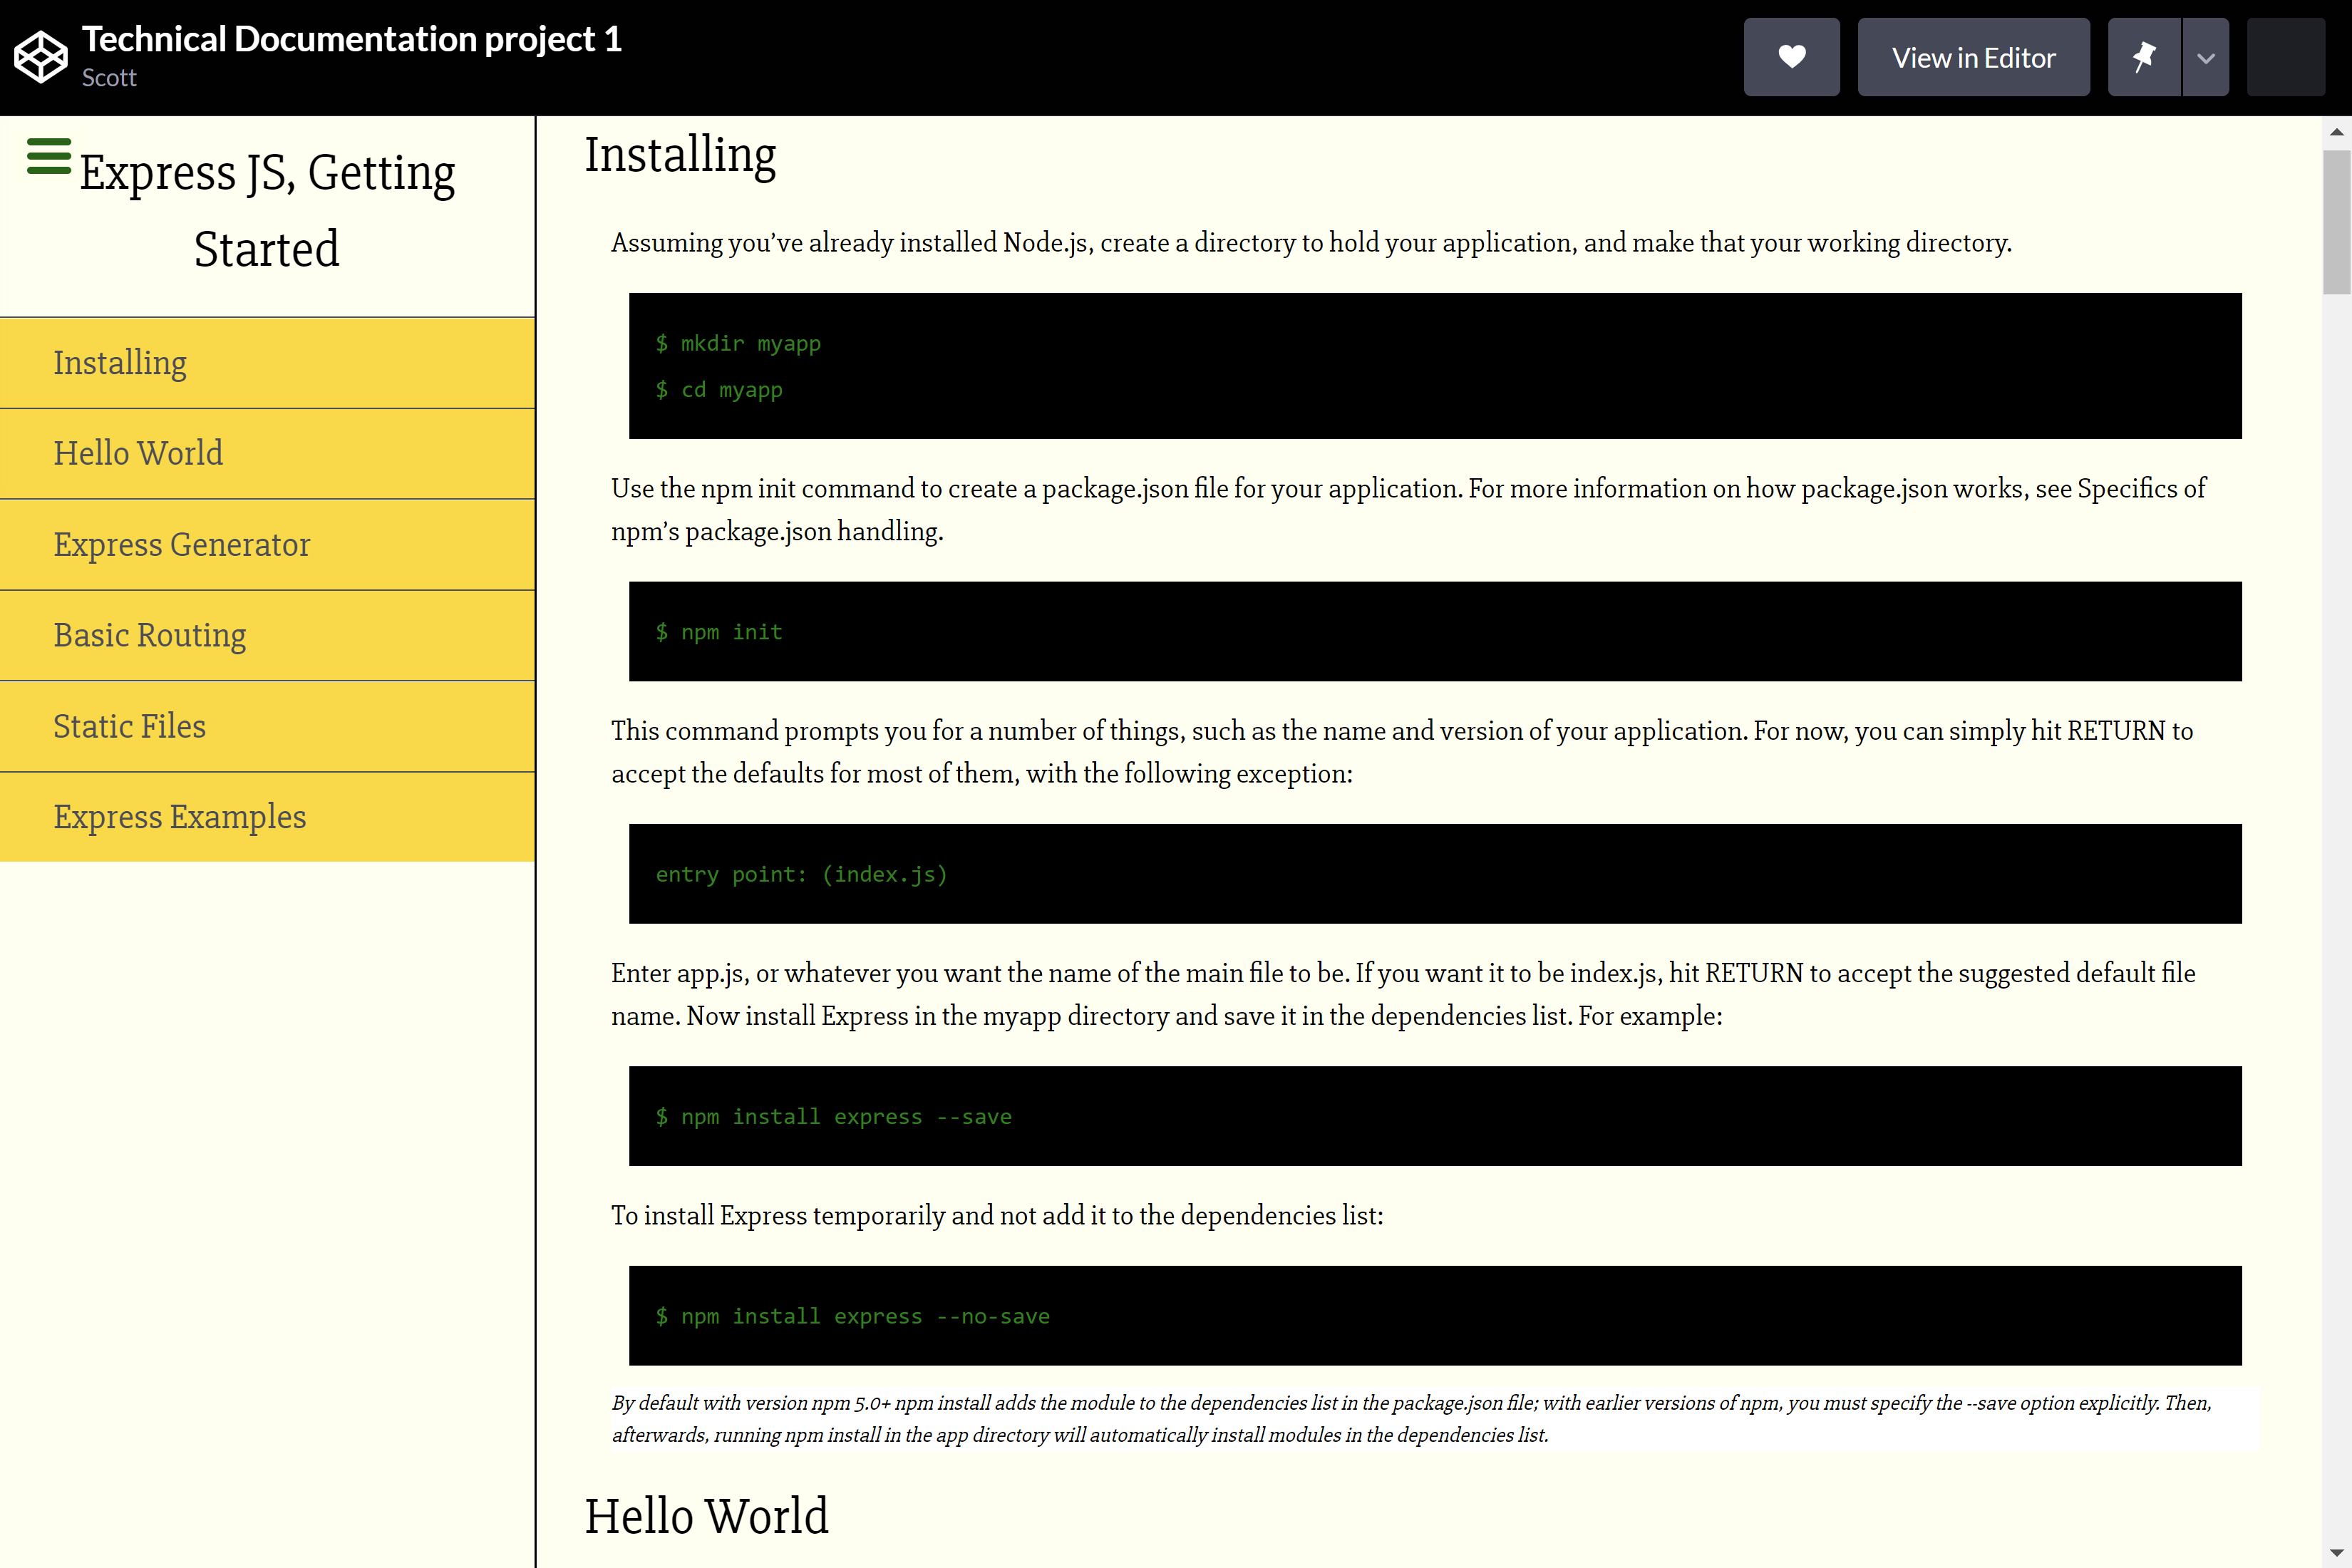 Technical Documentation project 1
Scott
View in Editor
Express JS, Getting
Started
Installing
Hello World
Express Generator
Basic Routing
Static Files
Express Examples
Installing
Assuming you’ve already installed Node.js, create a directory to hold your application, and make that your working directory.
$ mkdir myapp
$ cd myapp
Use the npm init command to create a package.json file for your application. For more information on how package.json works, see Specifics of
npm’s package.json handling.
$ npm init
This command prompts you for a number of things, such as the name and version of your application. For now, you can simply hit RETURN to
accept the defaults for most of them, with the following exception:
entry point: (index.js)
Enter app.js, or whatever you want the name of the main file to be. If you want it to be index.js, hit RETURN to accept the suggested default file
name. Now install Express in the myapp directory and save it in the dependencies list. For example:
$ npm install express --save
To install Express temporarily and not add it to the dependencies list:
$ npm install express --no-save
By default with version npm 5.0+ npm install adds the module to the dependencies list in the package.json file; with earlier versions of npm, you must specify the --save option explicitly. Then,
afterwards, running npm install in the app directory will automatically install modules in the dependencies list.
Hello World